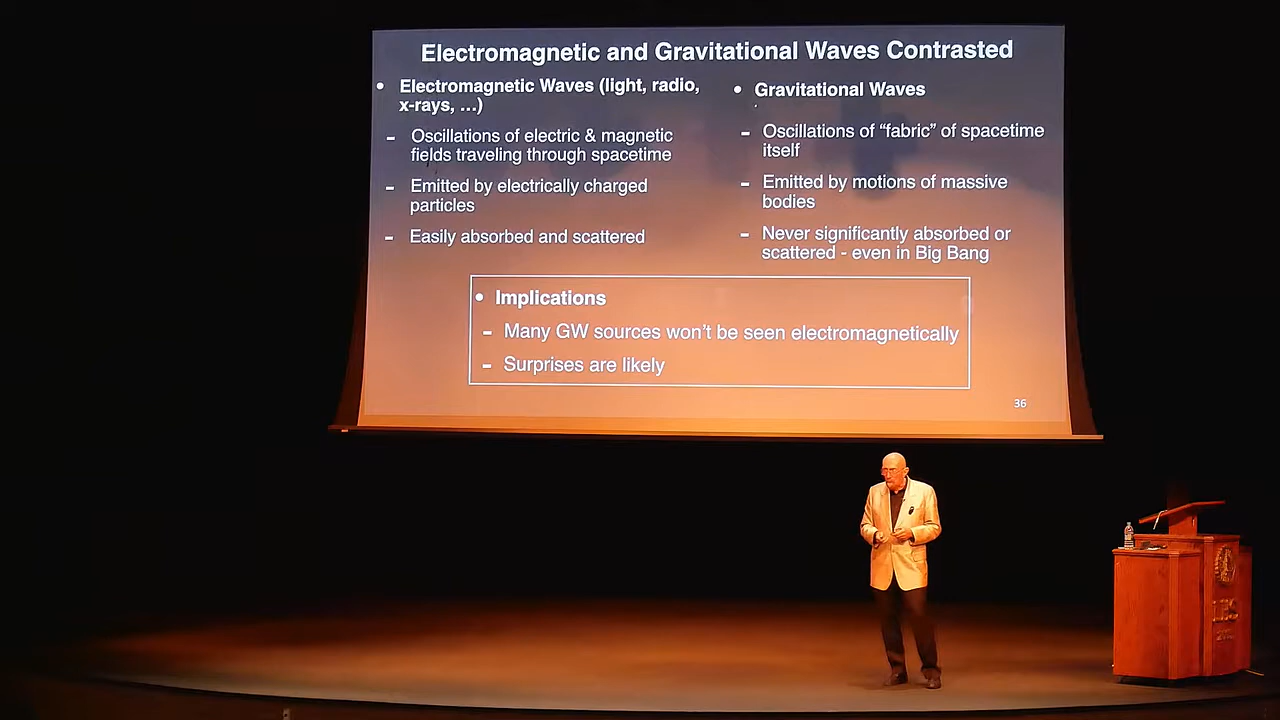 Electromagnetic and Gravitational Waves Contrasted
• Electromagnetic Waves (light, radio,
x-rays, …)
- Oscillations of electric & magnetic
fields traveling through spacetime
- Emitted by electrically charged
particles
- Easily absorbed and scattered
• Gravitational Waves
- Oscillations of “fabric” of spacetime
itself
- Emitted by motions of massive
bodies
- Never significantly absorbed or
scattered - even in Big Bang
• Implications
- Many GW sources won’t be seen electromagnetically
- Surprises are likely
36